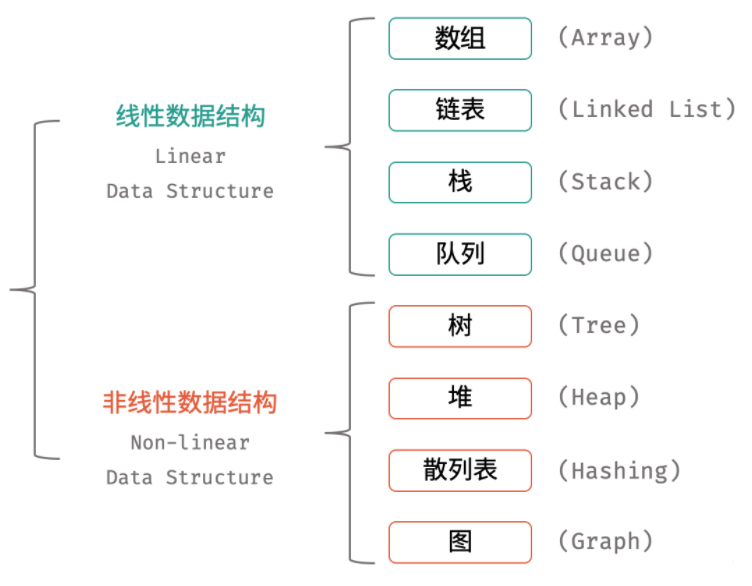 线性数据结构
Linear
Data Structure
数组 (Array)
链表 (Linked List)
栈 (Stack)
队列 (Queue)
非线性数据结构
Non-linear
Data Structure
树 (Tree)
堆 (Heap)
散列表 (Hashing)
图 (Graph)